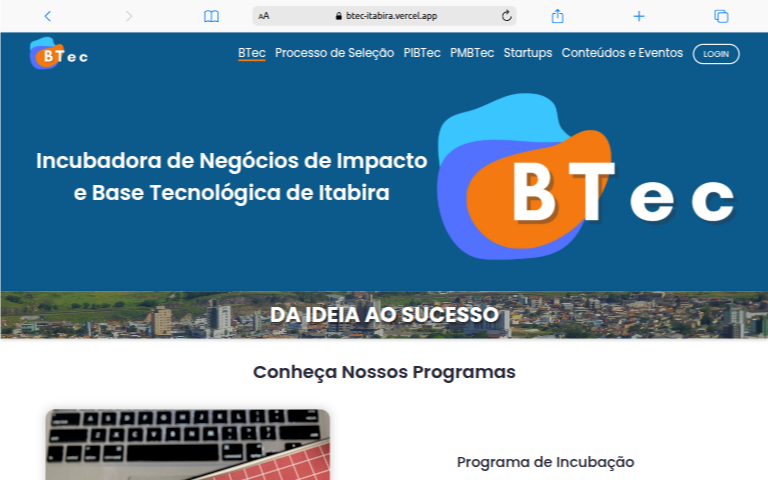 AA btec-itabira.vercel.app
BTec
BTec Processo de Seleção PIBTec PMBTec Startups Conteúdos e Eventos LOGIN
Incubadora de Negócios de Impacto
e Base Tecnológica de Itabira
BTec
DA IDEIA AO SUCESSO
Conheça Nossos Programas
Programa de Incubação